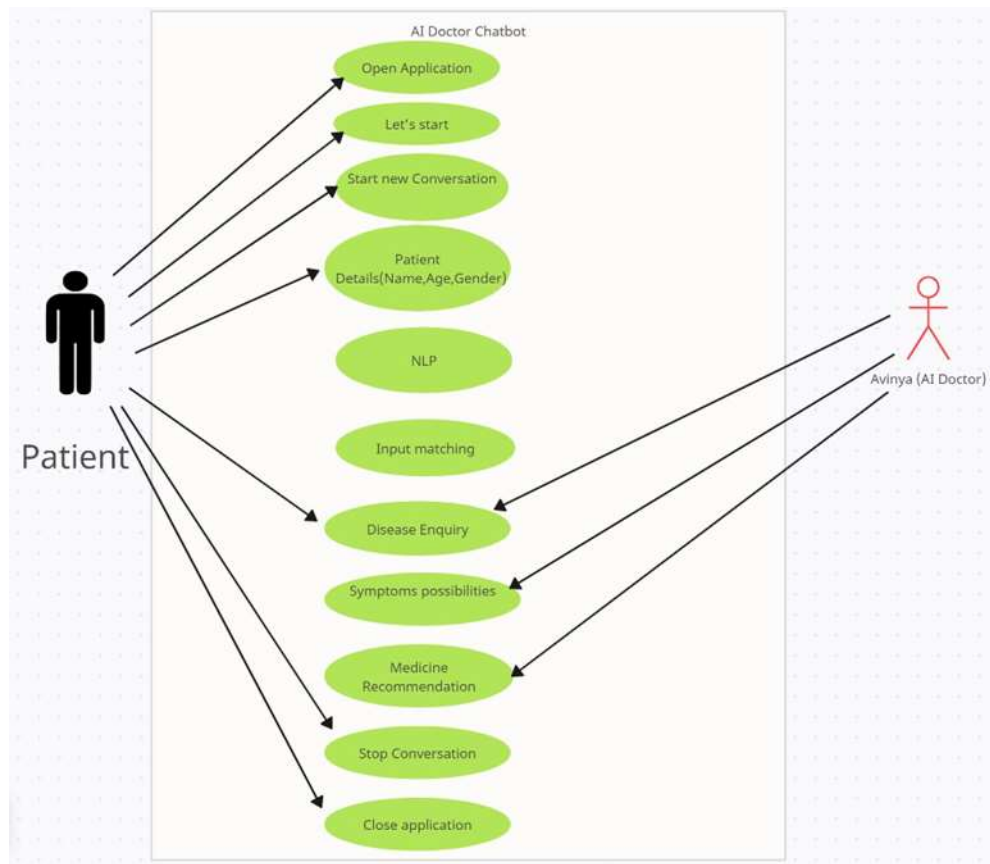 AI Doctor Chatbot
Open Application
Let's start
Start new Conversation
Patient
Details(Name,Age,Gender)
NLP
Avinya (AI Doctor)
Input matching
Patient
Disease Enquiry
Symptoms possibilities
Medicine
Recommendation
Stop Conversation
Close application